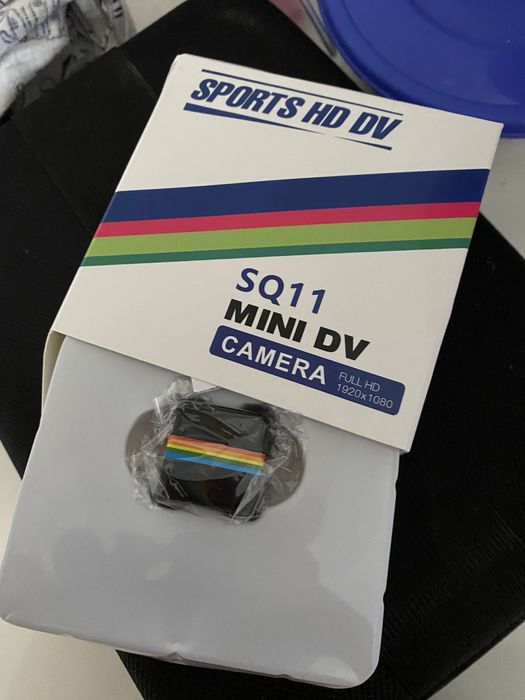 SPORTS HD DV
SQ11
MINI DV
CAMERA
FULL HD
1920x1080